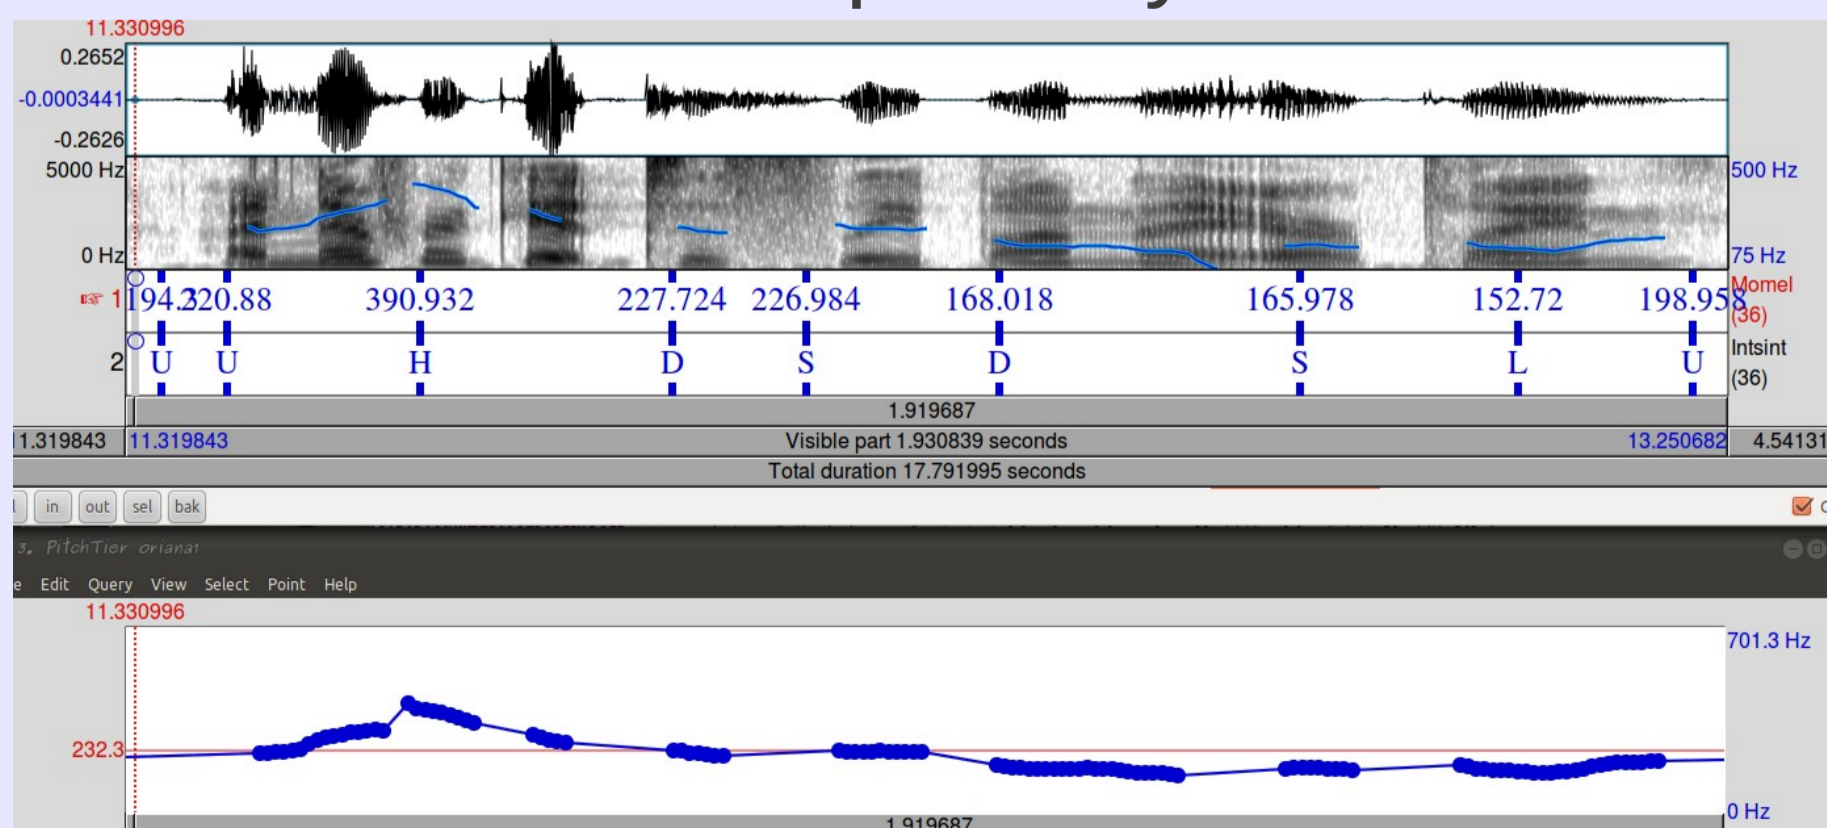 11.330996
0.2652
-0.0003441
-0.2626
5000 Hz
500 Hz
0 Hz
75 Hz
1
320.88 390.932 227.724 226.984 168.018 165.978 152.72 198.958
Momel
(36)
2
U U H D S D S L U
Intsint
(36)
1.919687
11.319843 Visible part 1.930839 seconds 13.250682 4.54131
Total duration 17.791995 seconds
in out sel bak
3. PitchTier oriana1
Edit Query View Select Point Help
11.330996
701.3 Hz
232.3
0 Hz
1.919687